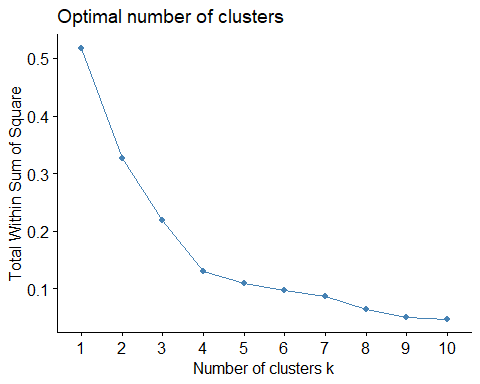 Optimal number of clusters
Total Within Sum of Square
0.5
0.4
0.3
0.2
0.1
1 2 3 4 5 6 7 8 9 10
Number of clusters k